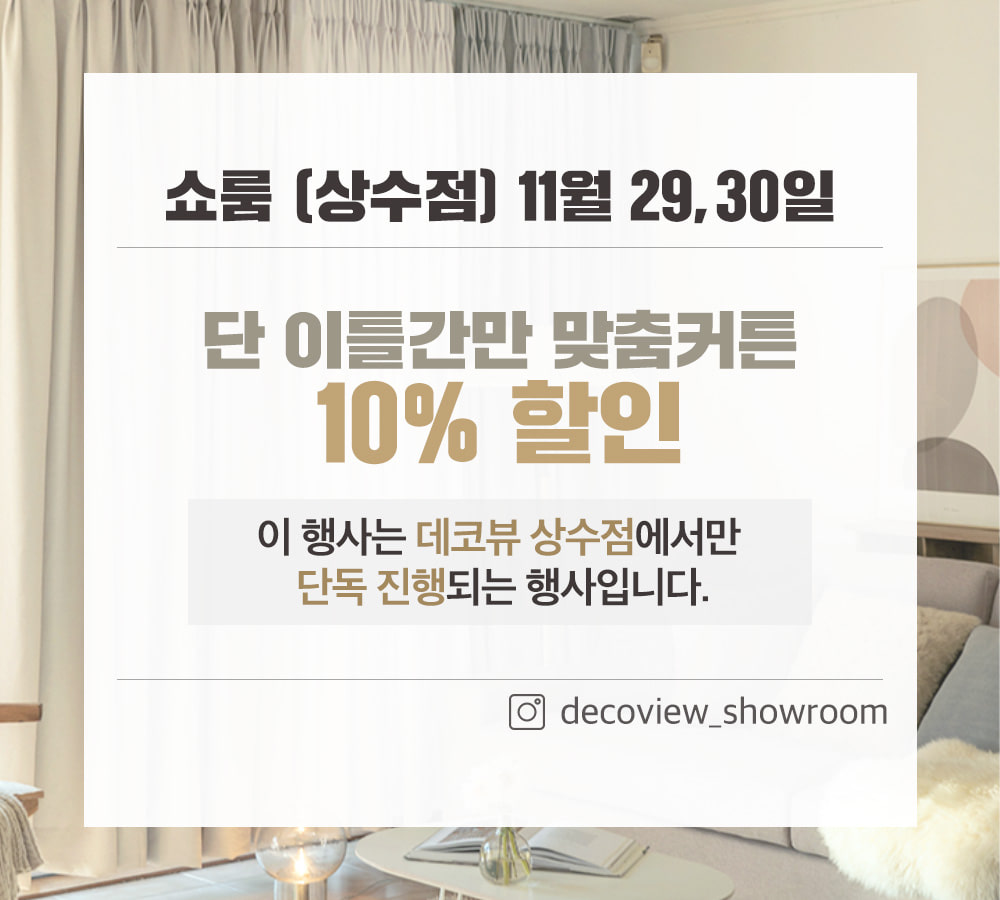 쇼룸 (상수점) 11월 29, 30일
단 이틀간만 맞춤커튼
10% 할인
이 행사는 데코뷰 상수점에서만
단독 진행되는 행사입니다.
decoview_showroom